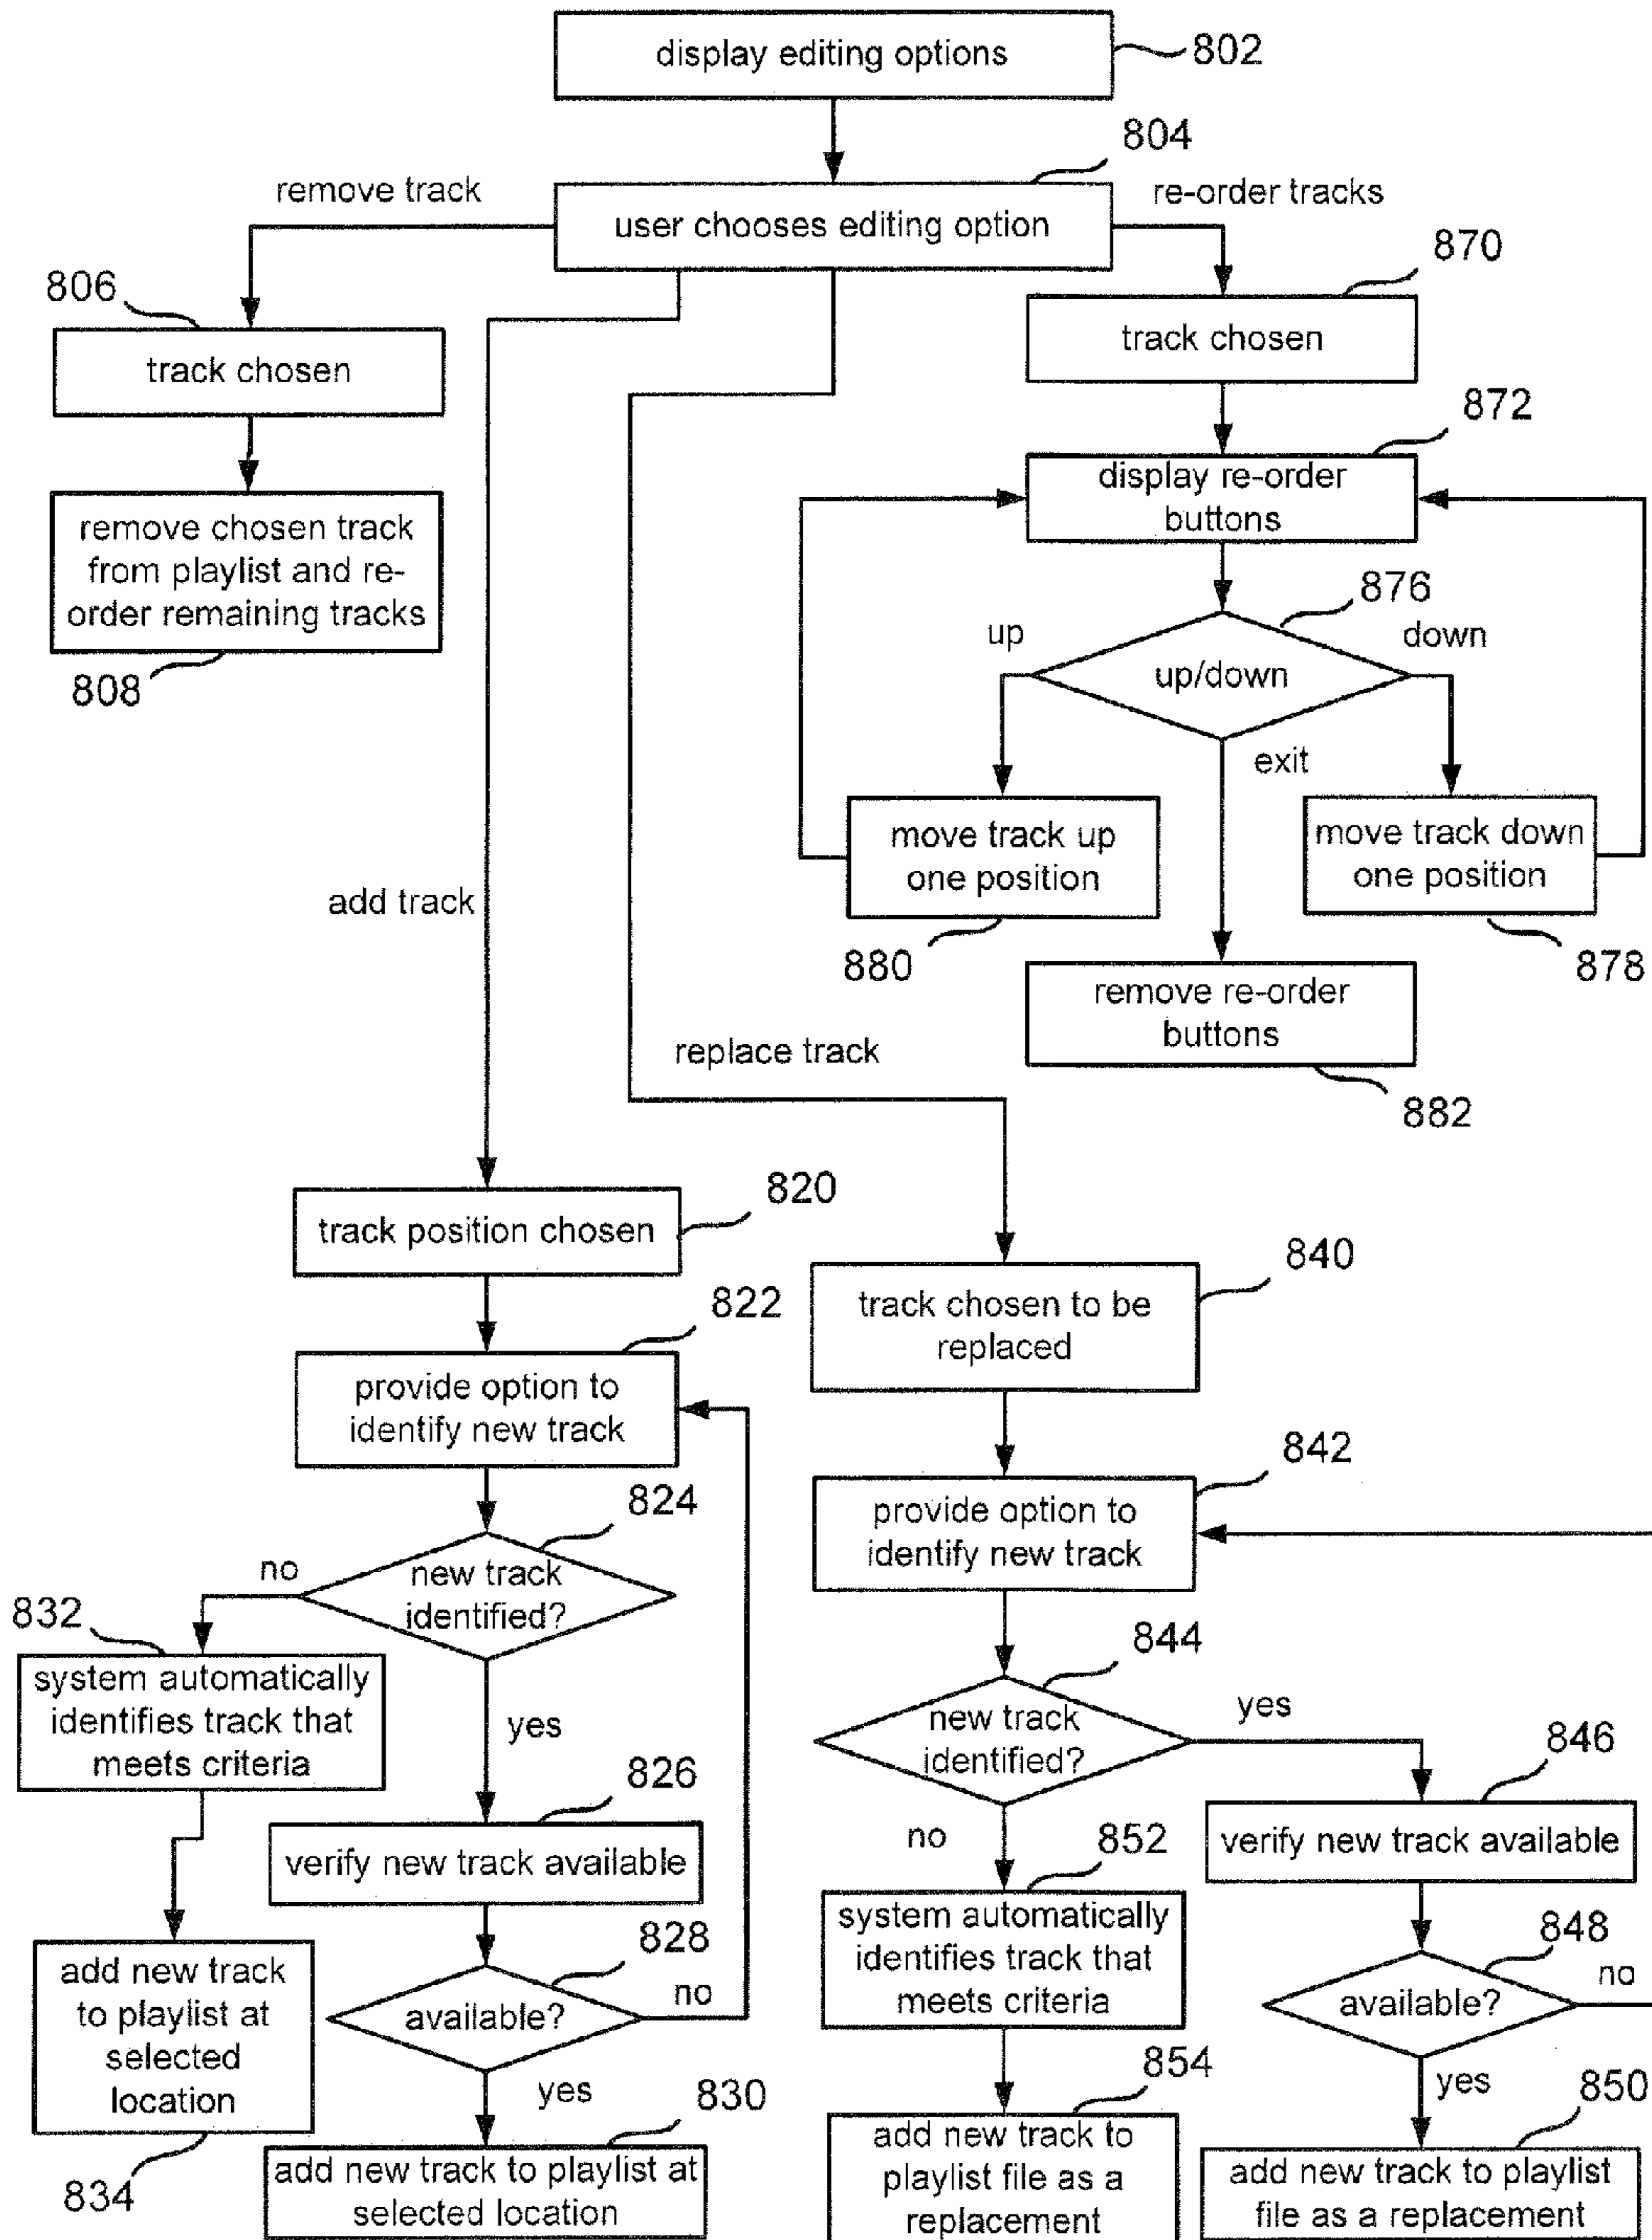 display editing options
802
804
remove track
user chooses editing option
re-order tracks
870
806
track chosen
track chosen
872
display re-order
buttons
remove chosen track
from playlist and re-
order remaining tracks
808
876
up
down
up/down
exit
move track up
one position
880
move track down
one position
878
remove re-order
buttons
882
add track
replace track
820
track position chosen
822
provide option to
identify new track
824
new track
identified?
no
832
system automatically
identifies track that
meets criteria
yes
826
verify new track available
828
available?
no
add new track
to playlist at
selected
location
834
yes
830
add new track to playlist at
selected location
840
track chosen to be
replaced
842
provide option to
identify new track
844
new track
identified?
yes
846
verify new track available
no
852
system automatically
identifies track that
meets criteria
848
available?
no
854
add new track to
playlist file as a
replacement
yes
850
add new track to playlist
file as a replacement